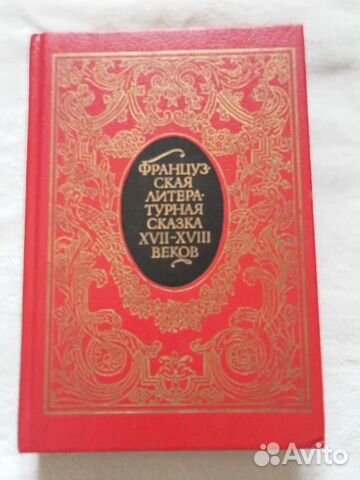 ФРАНЦУЗ-
СКАЯ
ЛИТЕРА-
ТУРНАЯ
СКАЗКА
XVII-XVIII
ВЕКОВ
Avito